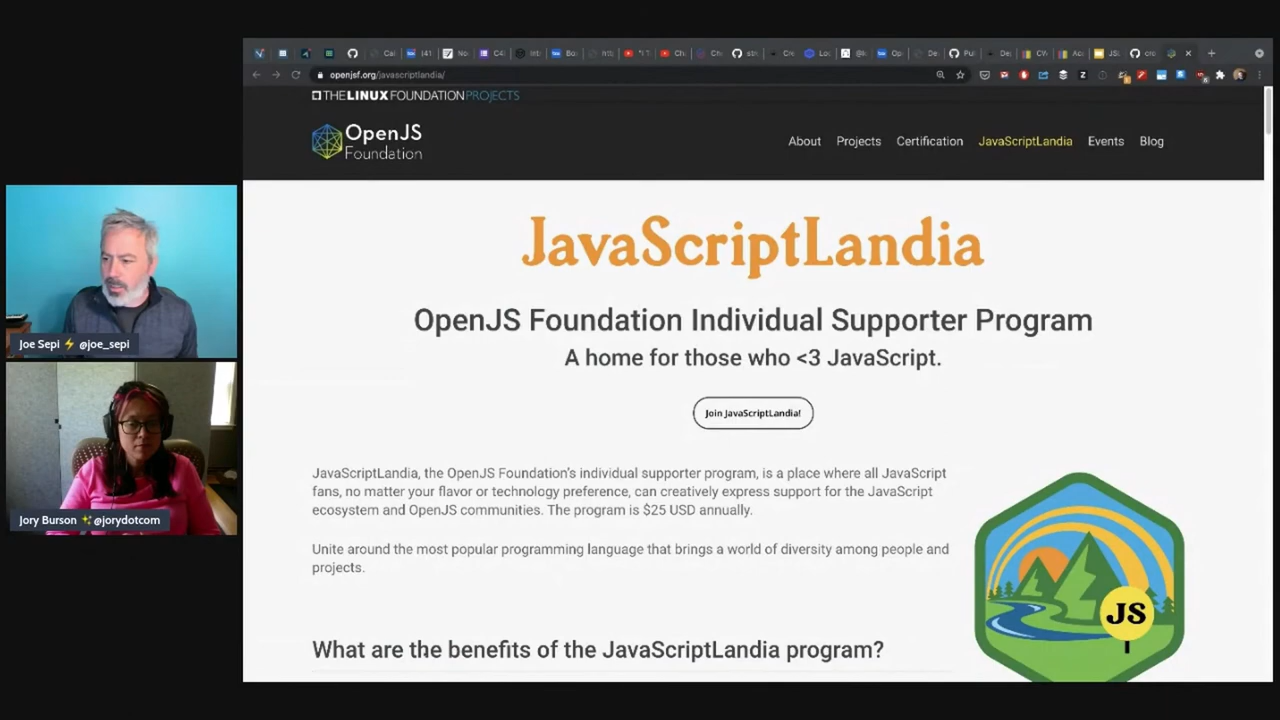 openjsf.org/javascriptlandia/
THE LINUX FOUNDATION PROJECTS
OpenJS
Foundation
About Projects Certification JavaScriptLandia Events Blog
JavaScriptLandia
OpenJS Foundation Individual Supporter Program
A home for those who <3 JavaScript.
Join JavaScriptLandia!
JavaScriptLandia, the OpenJS Foundation's individual supporter program, is a place where all JavaScript
fans, no matter your flavor or technology preference, can creatively express support for the JavaScript
ecosystem and OpenJS communities. The program is $25 USD annually.
Unite around the most popular programming language that brings a world of diversity among people and
projects.
JS
What are the benefits of the JavaScriptLandia program?
Joe Sepi ⚡ @joe_sepi
Jory Burson ✨@jorydotcom